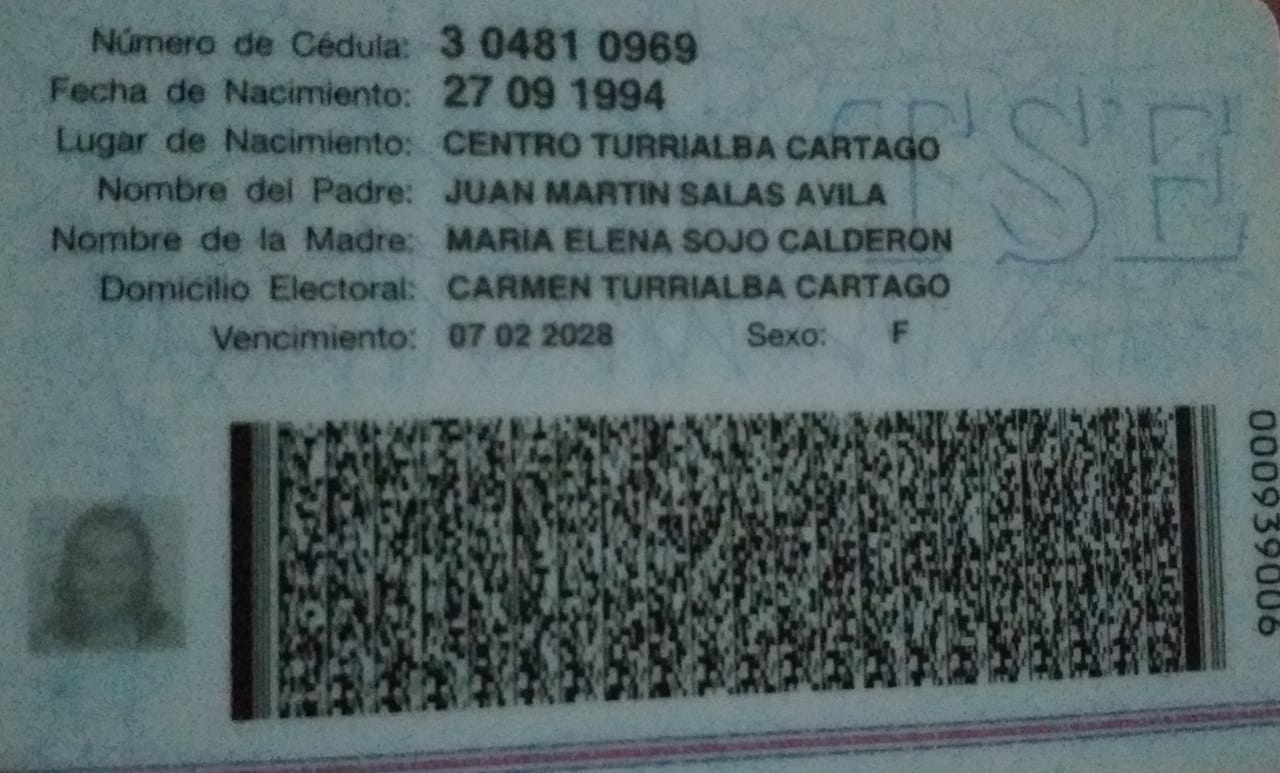 Número de Cédula: 3 0481 0969
Fecha de Nacimiento: 27 09 1994
Lugar de Nacimiento: CENTRO TURRIALBA CARTAGO
Nombre del Padre: JUAN MARTIN SALAS AVILA
Nombre de la Madre: MARIA ELENA SOJO CALDERON
Domicilio Electoral: CARMEN TURRIALBA CARTAGO
Vencimiento: 07 02 2028 Sexo: F
TSE
000939006